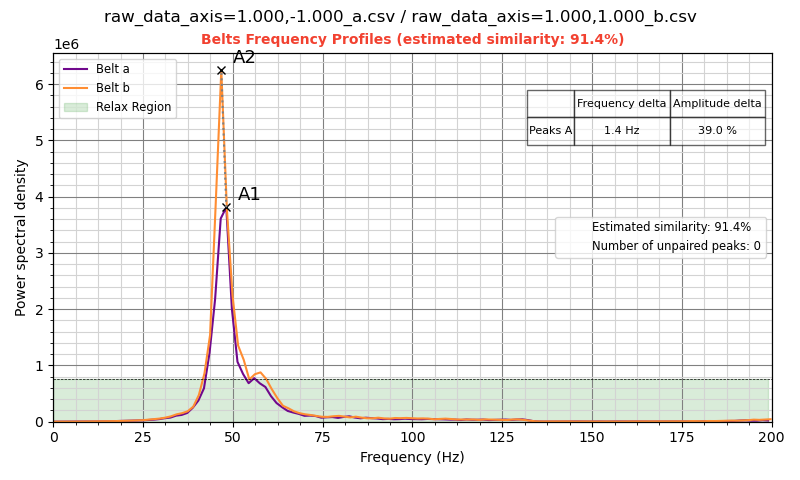 raw_data_axis=1.000,-1.000_a.csv / raw_data_axis=1.000,1.000_b.csv
Belts Frequency Profiles (estimated similarity: 91.4%)
1e6
Belt a
Belt b
Relax Region
A2
A1
Frequency delta Amplitude delta
Peaks A 1.4 Hz 39.0 %
Estimated similarity: 91.4%
Number of unpaired peaks: 0
Power spectral density
6
5
4
3
2
1
0
0 25 50 75 100 125 150 175 200
Frequency (Hz)